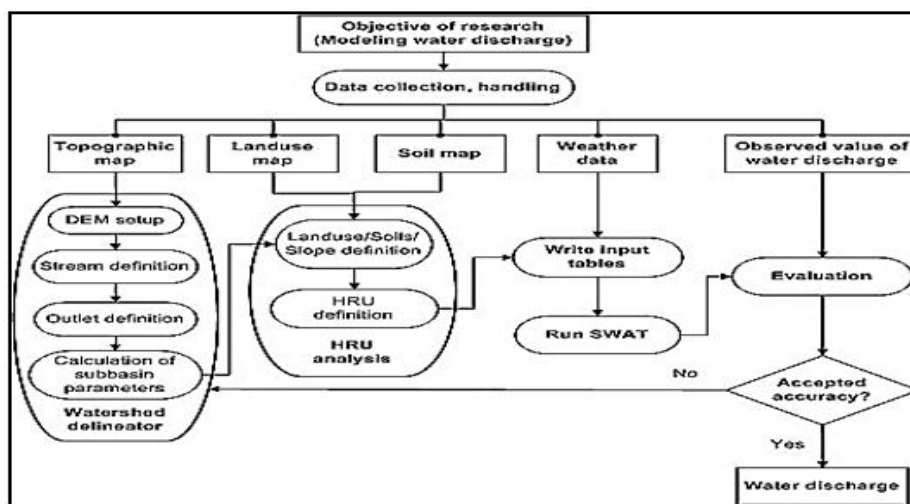 Objective of research
(Modeling water discharge)
Data collection, handling
Topographic
map
Landuse
map
Soil map
Weather
data
Observed value of
water discharge
DEM setup
Stream definition
Outlet definition
Calculation of
subbasin
parameters
Watershed
delineator
Landuse/Soils/
Slope definition
HRU
definition
HRU
analysis
Write input
tables
Run SWAT
Evaluation
Accepted
accuracy?
No
Yes
Water discharge